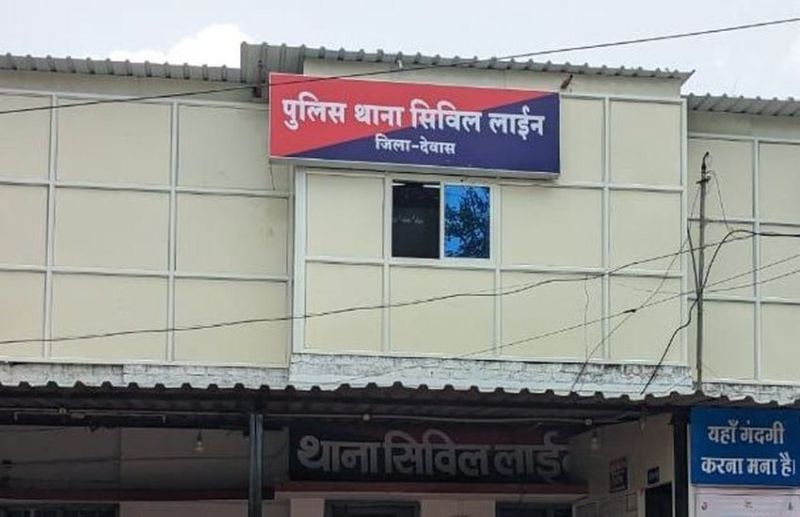 पुलिस थाना सिविल लाईन
जिला-देवास
थाना सिविल लाईन
यहाँ गंदगी
करना मना है।